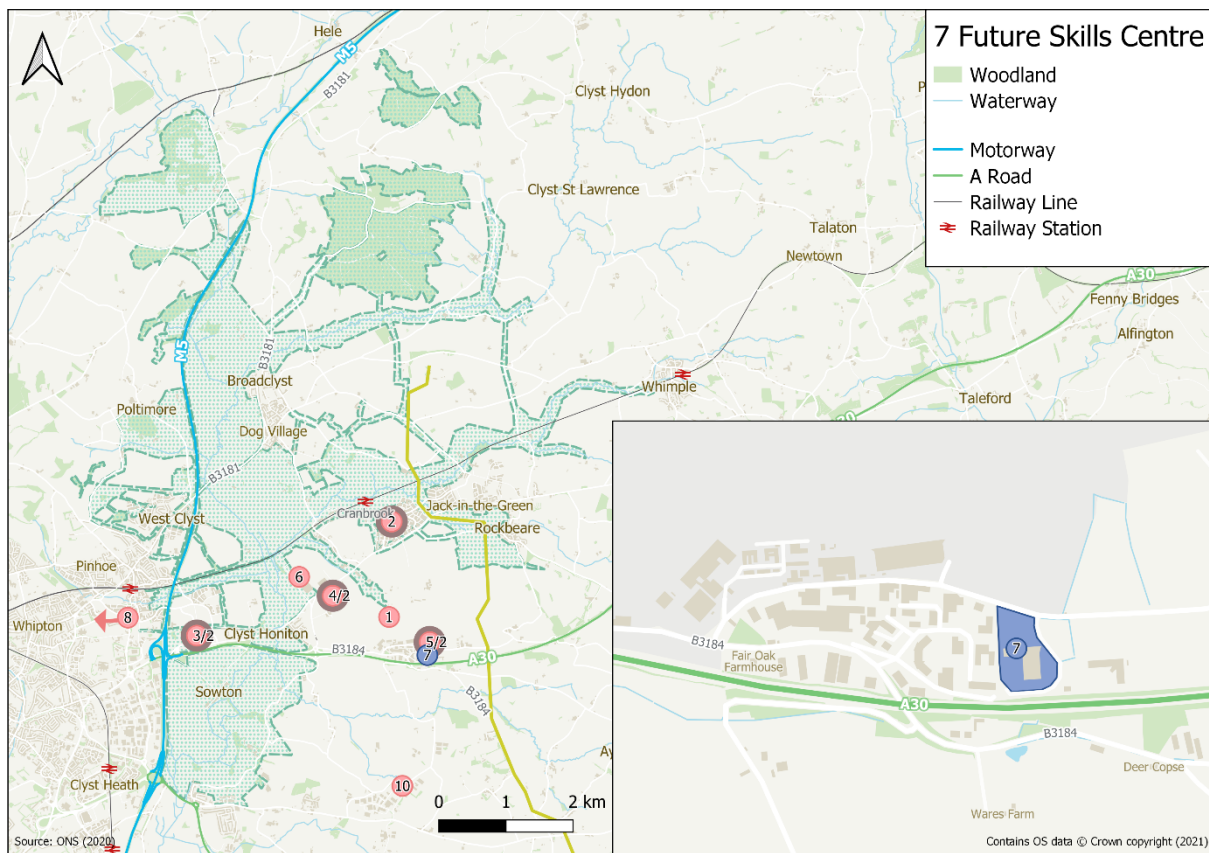 7 Future Skills Centre
Woodland
Waterway
Motorway
A Road
Railway Line
Railway Station
Hele
M5
B3181
Clyst Hydon
Clyst St Lawrence
Talaton
Newtown
A30
Fenny Bridges
Alfington
M5
B3181
Broadclyst
Whimple
Taleford
Poltimore
Dog Village
B3181
West Clyst
Cranbrook
Jack-in-the-Green
2
Rockbeare
Pinhoe
6
4/2
8
1
Whipton
3/2
Clyst Honiton
5/2
B3184
7
A30
Sowton
B3184
Clyst Heath
10
0 1 2 km
Source: ONS (2020)
B3184
Fair Oak
Farmhouse
7
A30
B3184
Deer Copse
Wares Farm
Contains OS data © Crown copyright (2021)